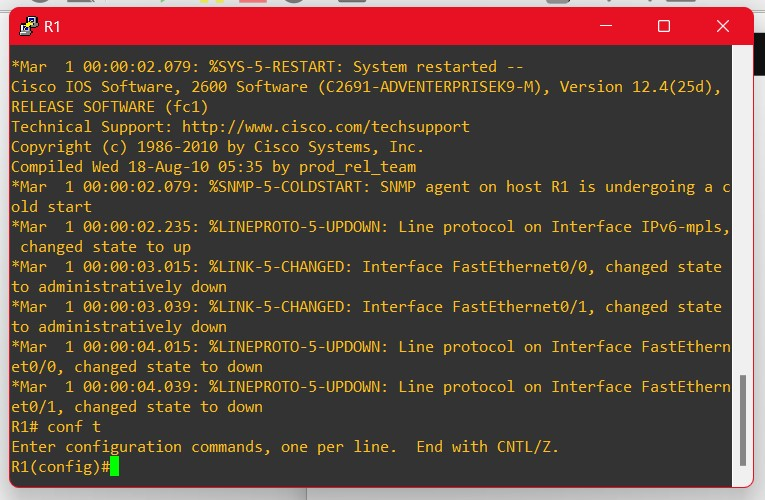 R1
*Mar  1 00:00:02.079: %SYS-5-RESTART: System restarted --
Cisco IOS Software, 2600 Software (C2691-ADVENTERPRISEK9-M), Version 12.4(25d),
RELEASE SOFTWARE (fc1)
Technical Support: http://www.cisco.com/techsupport
Copyright (c) 1986-2010 by Cisco Systems, Inc.
Compiled Wed 18-Aug-10 05:35 by prod_rel_team
*Mar  1 00:00:02.079: %SNMP-5-COLDSTART: SNMP agent on host R1 is undergoing a c
old start
*Mar  1 00:00:02.235: %LINEPROTO-5-UPDOWN: Line protocol on Interface IPv6-mpls,
 changed state to up
*Mar  1 00:00:03.015: %LINK-5-CHANGED: Interface FastEthernet0/0, changed state
to administratively down
*Mar  1 00:00:03.039: %LINK-5-CHANGED: Interface FastEthernet0/1, changed state
to administratively down
*Mar  1 00:00:04.015: %LINEPROTO-5-UPDOWN: Line protocol on Interface FastEthern
et0/0, changed state to down
*Mar  1 00:00:04.039: %LINEPROTO-5-UPDOWN: Line protocol on Interface FastEthern
et0/1, changed state to down
R1# conf t
Enter configuration commands, one per line.  End with CNTL/Z.
R1(config)#